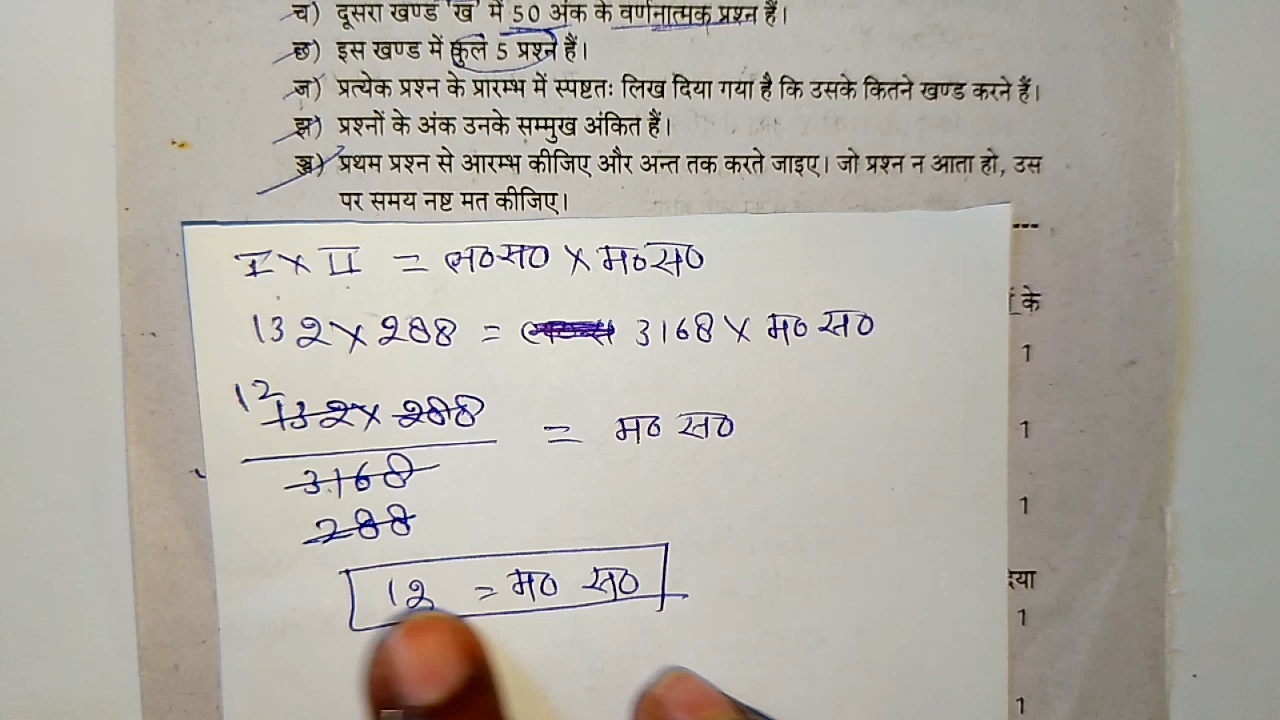 च) दूसरा खण्ड 'ख' में 50 अंक के वर्णनात्मक प्रश्न हैं।
छ) इस खण्ड में कुल 5 प्रश्न हैं।
ज) प्रत्येक प्रश्न के प्रारम्भ में स्पष्टतः लिख दिया गया है कि उसके कितने खण्ड करने हैं।
झ) प्रश्नों के अंक उनके सम्मुख अंकित हैं।
ञ) प्रथम प्रश्न से आरम्भ कीजिए और अन्त तक करते जाइए। जो प्रश्न न आता हो, उस
पर समय नष्ट मत कीजिए।
I × II = ल० स० × म० स०
के
132 × 288 = 3168 × म० स०
1
12
132 × 288 = म० स०
1
3168
1
288
12 = म० स०
दिया
1
1